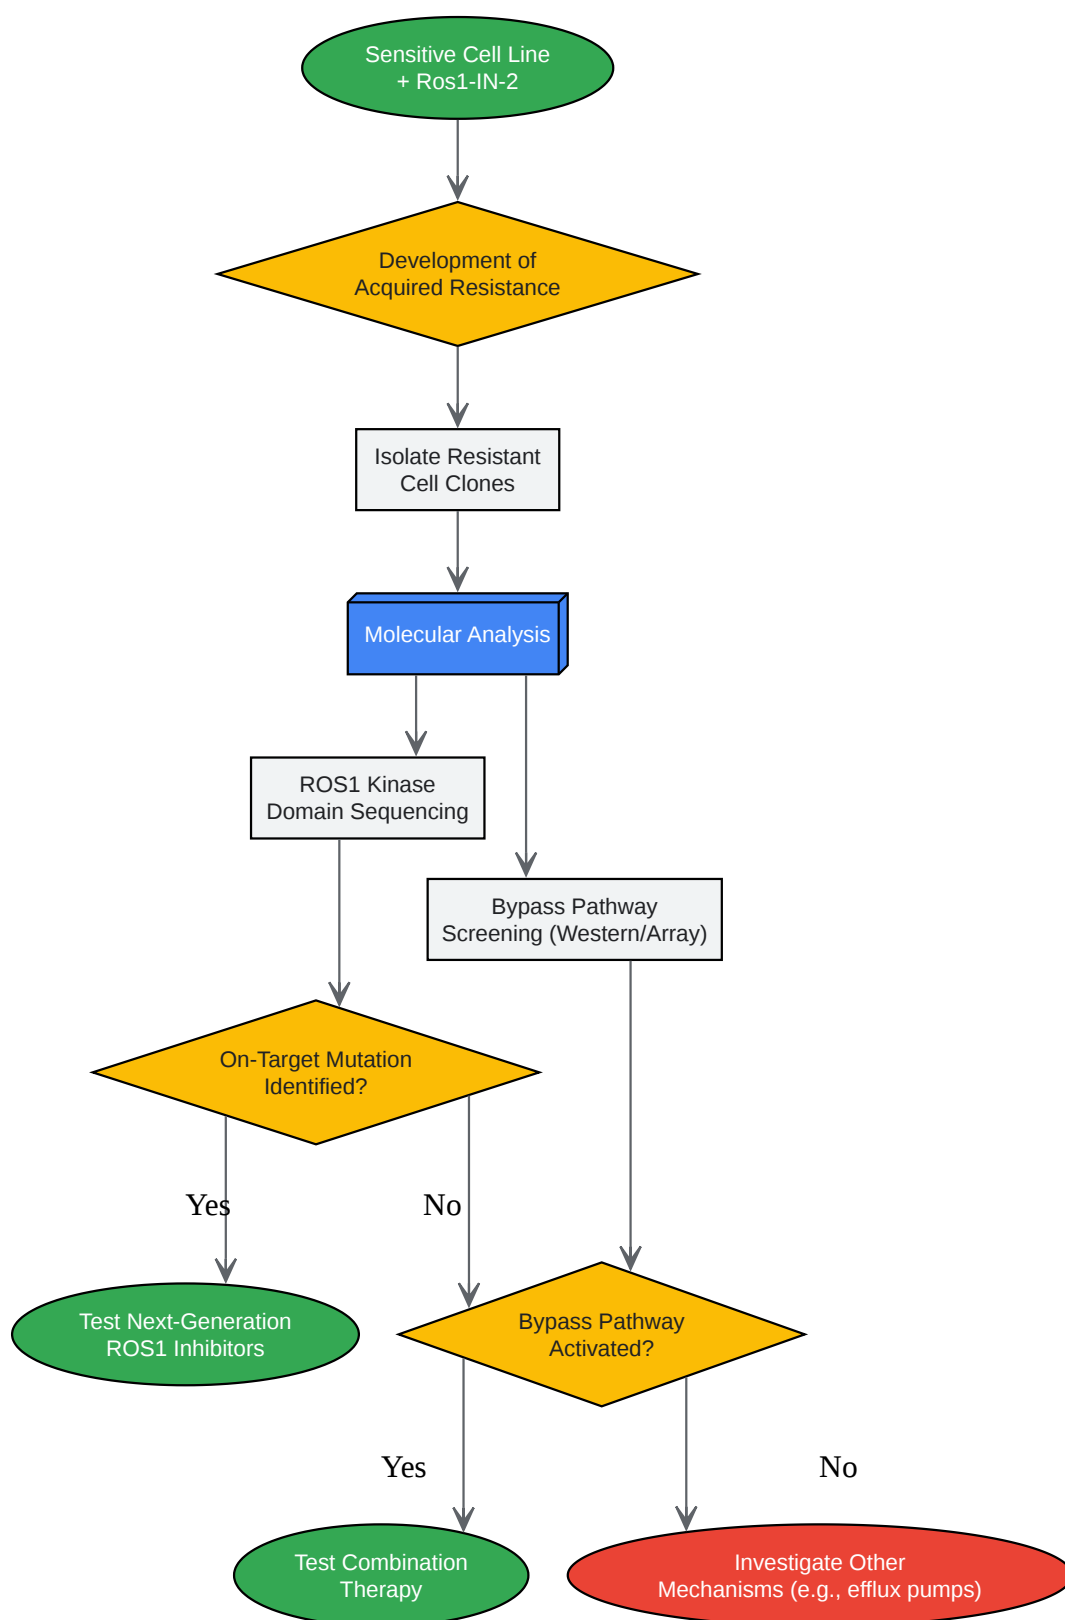 Sensitive Cell Line
+ Ros1-IN-2
Development of
Acquired Resistance
Isolate Resistant
Cell Clones
Molecular Analysis
ROS1 Kinase
Domain Sequencing
Bypass Pathway
Screening (Western/Array)
On-Target Mutation
Identified?
Yes
No
Test Next-Generation
ROS1 Inhibitors
Bypass Pathway
Activated?
Yes
No
Test Combination
Therapy
Investigate Other
Mechanisms (e.g., efflux pumps)